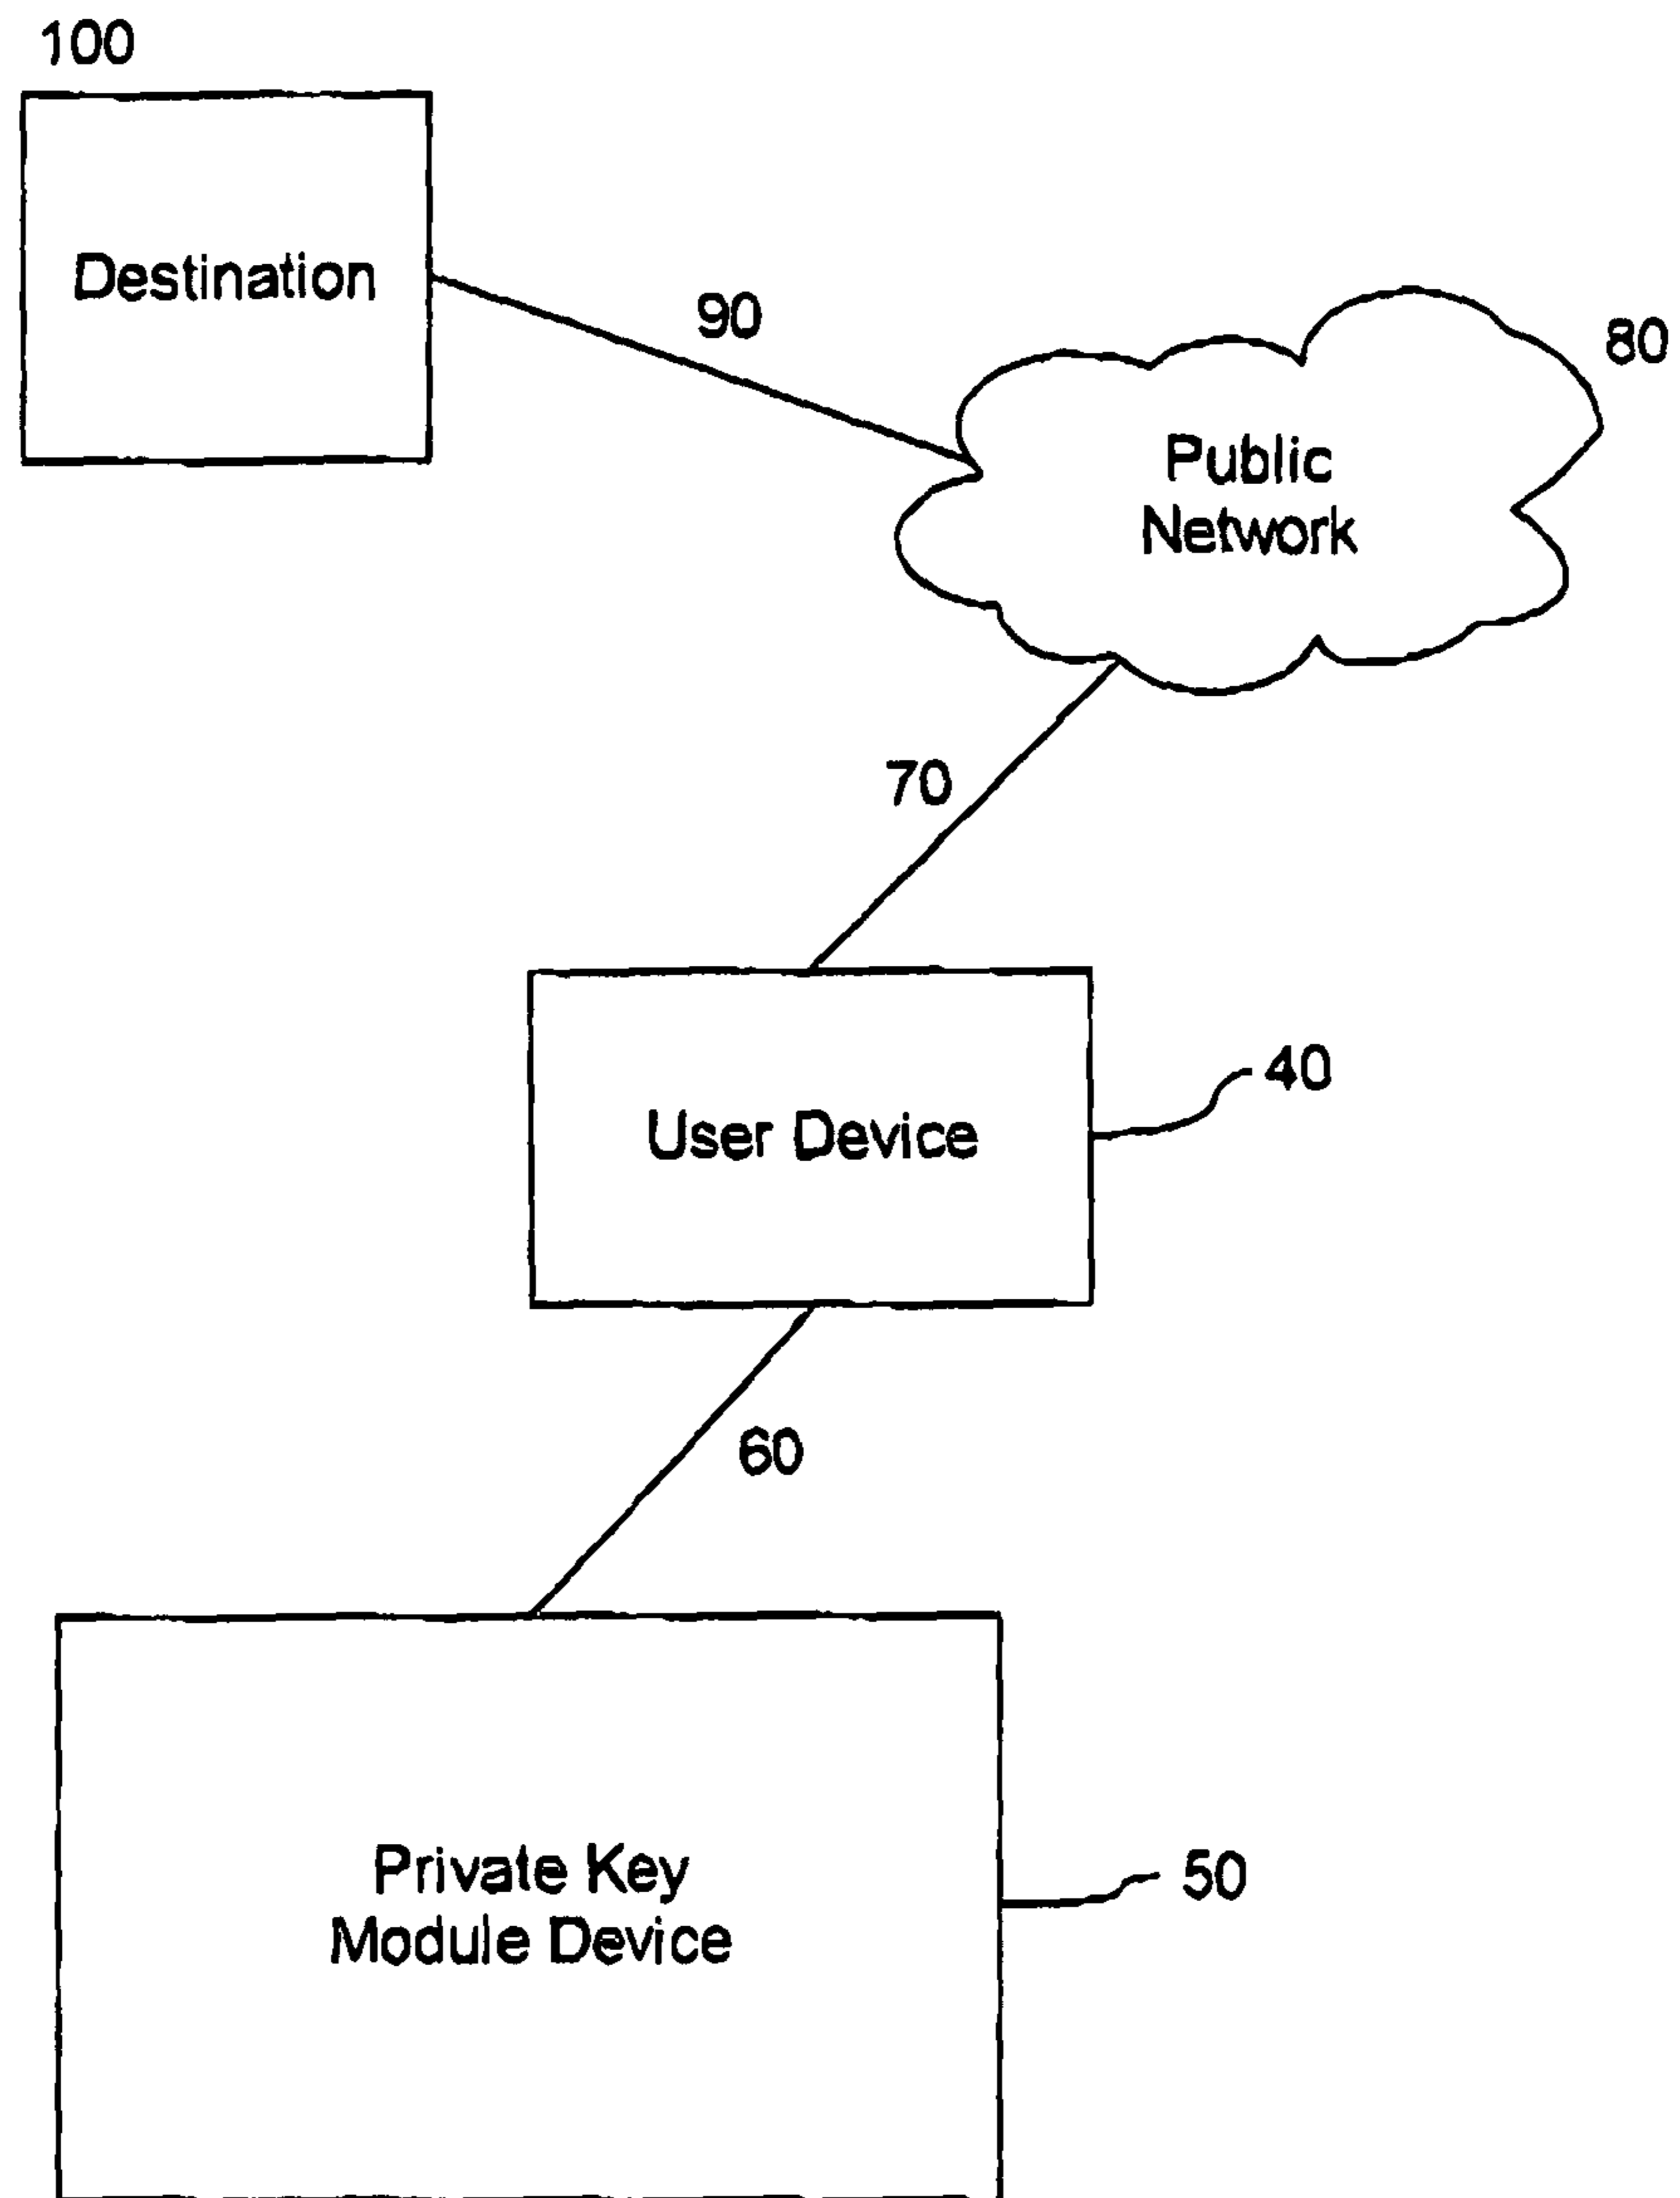 100
Destination
90
80
Public
Network
70
40
User Device
60
Private Key
Module Device
50